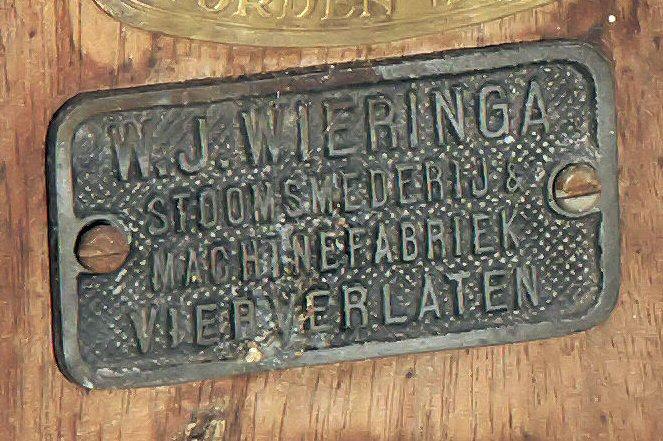 W.J. WIERINGA
STOOMSMEDERIJ &
MACHINEFABRIEK
VIERVERLATEN